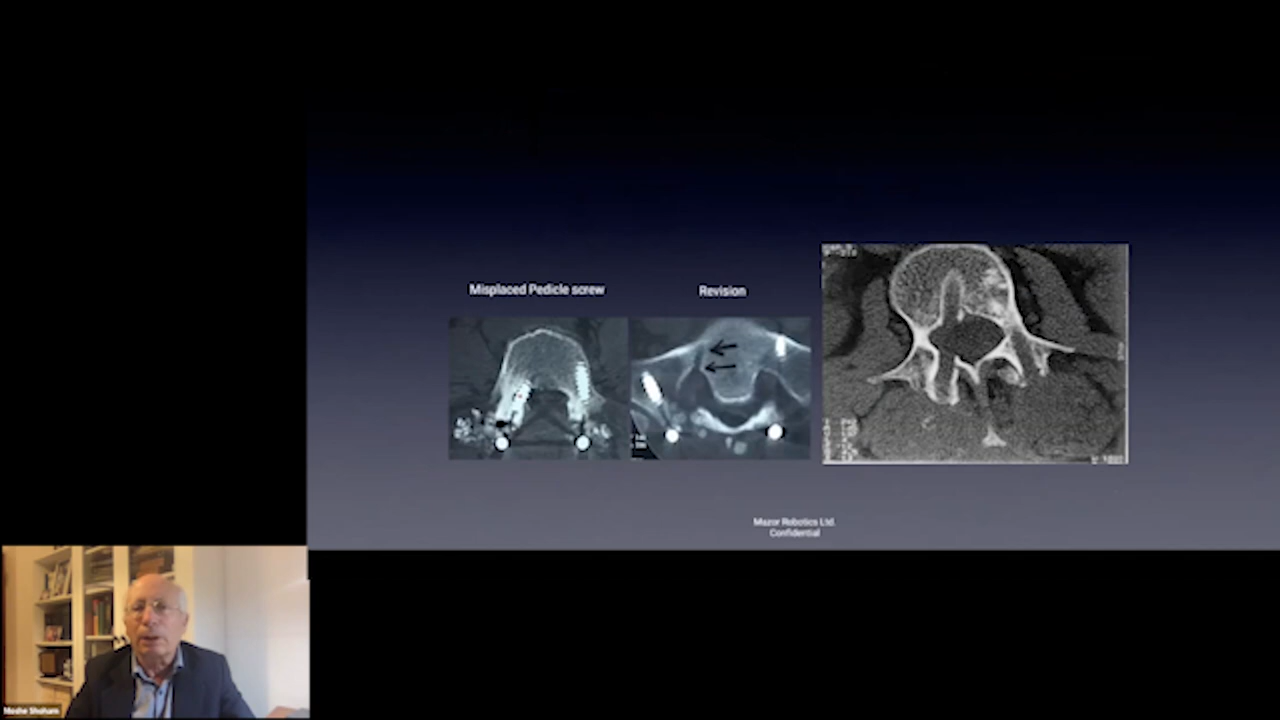 Misplaced Pedicle screw
Revision
Mazor Robotics Ltd.
Confidential
Moshe Shoham